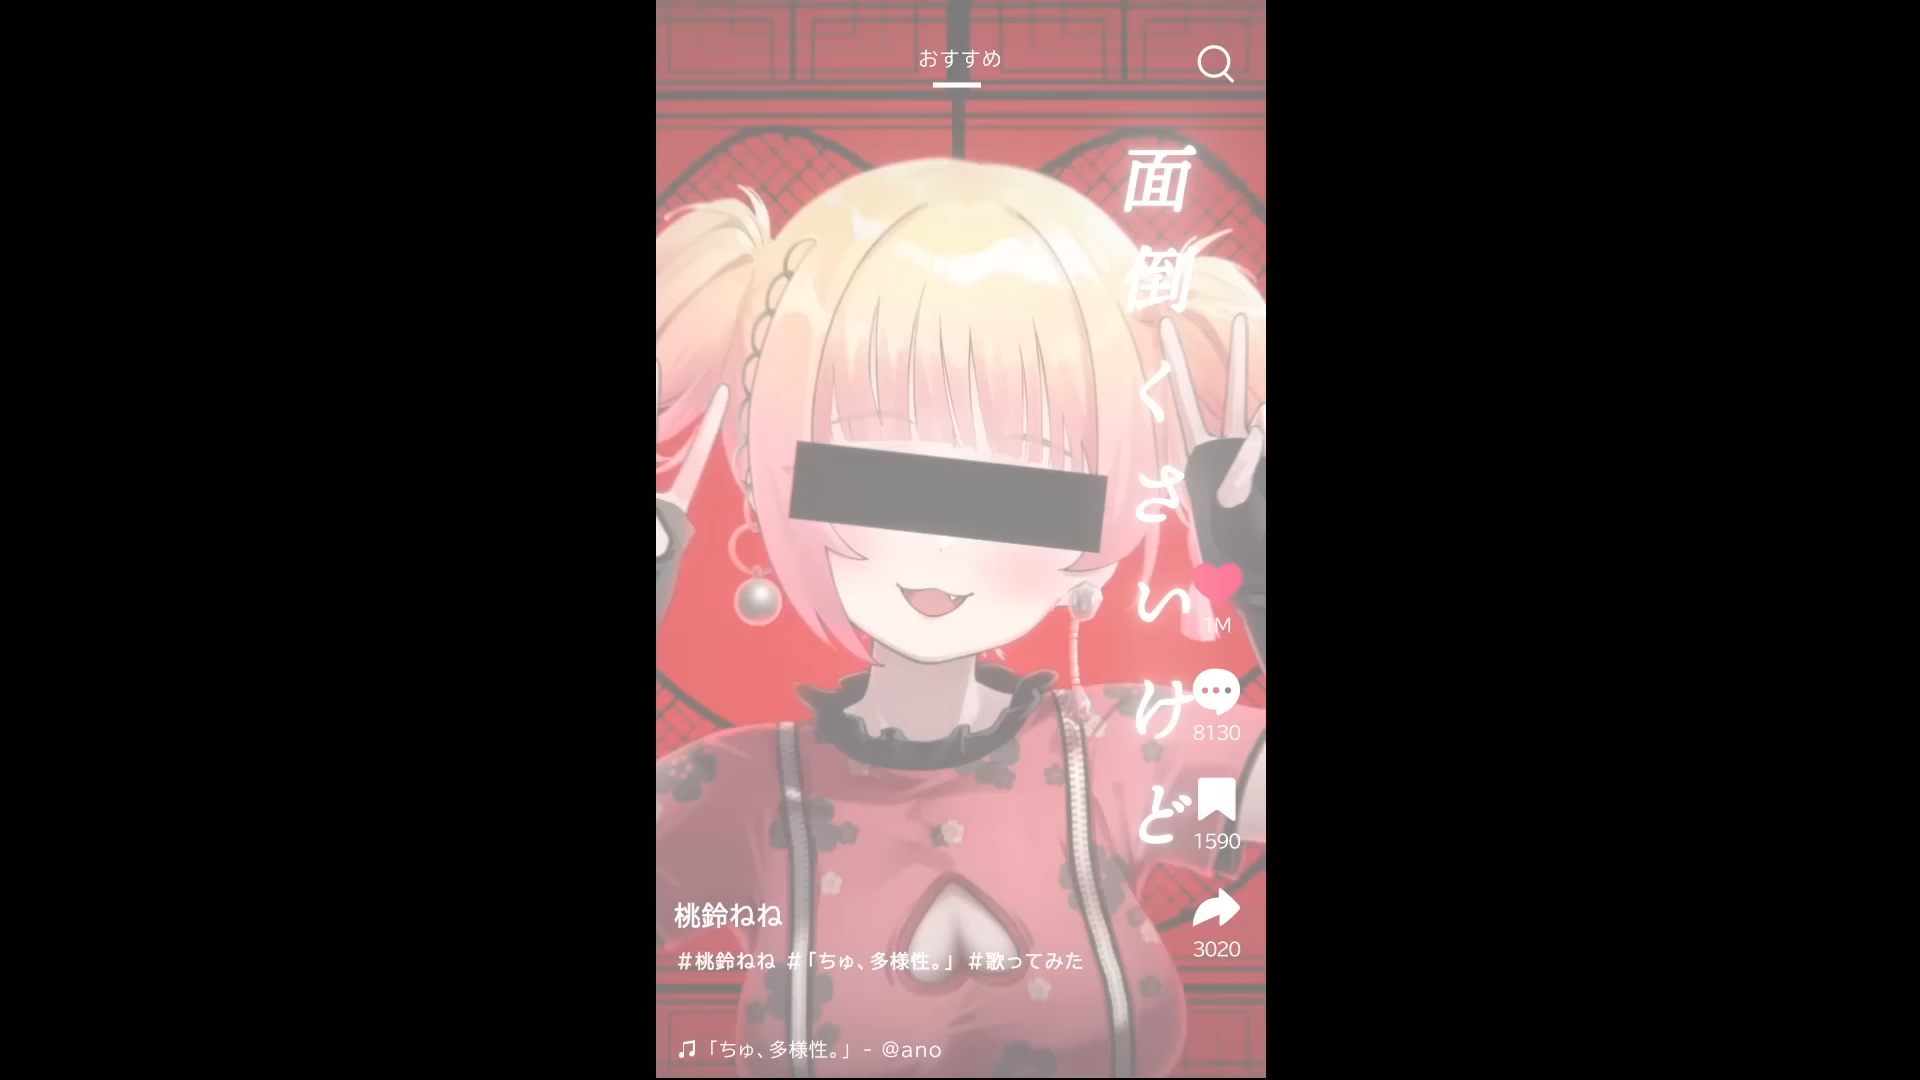 おすすめ
面倒くさいけど
1M
8130
1590
3020
桃鈴ねね
#桃鈴ねね #「ちゅ、多様性。」 #歌ってみた
「ちゅ、多様性。」 - @ano